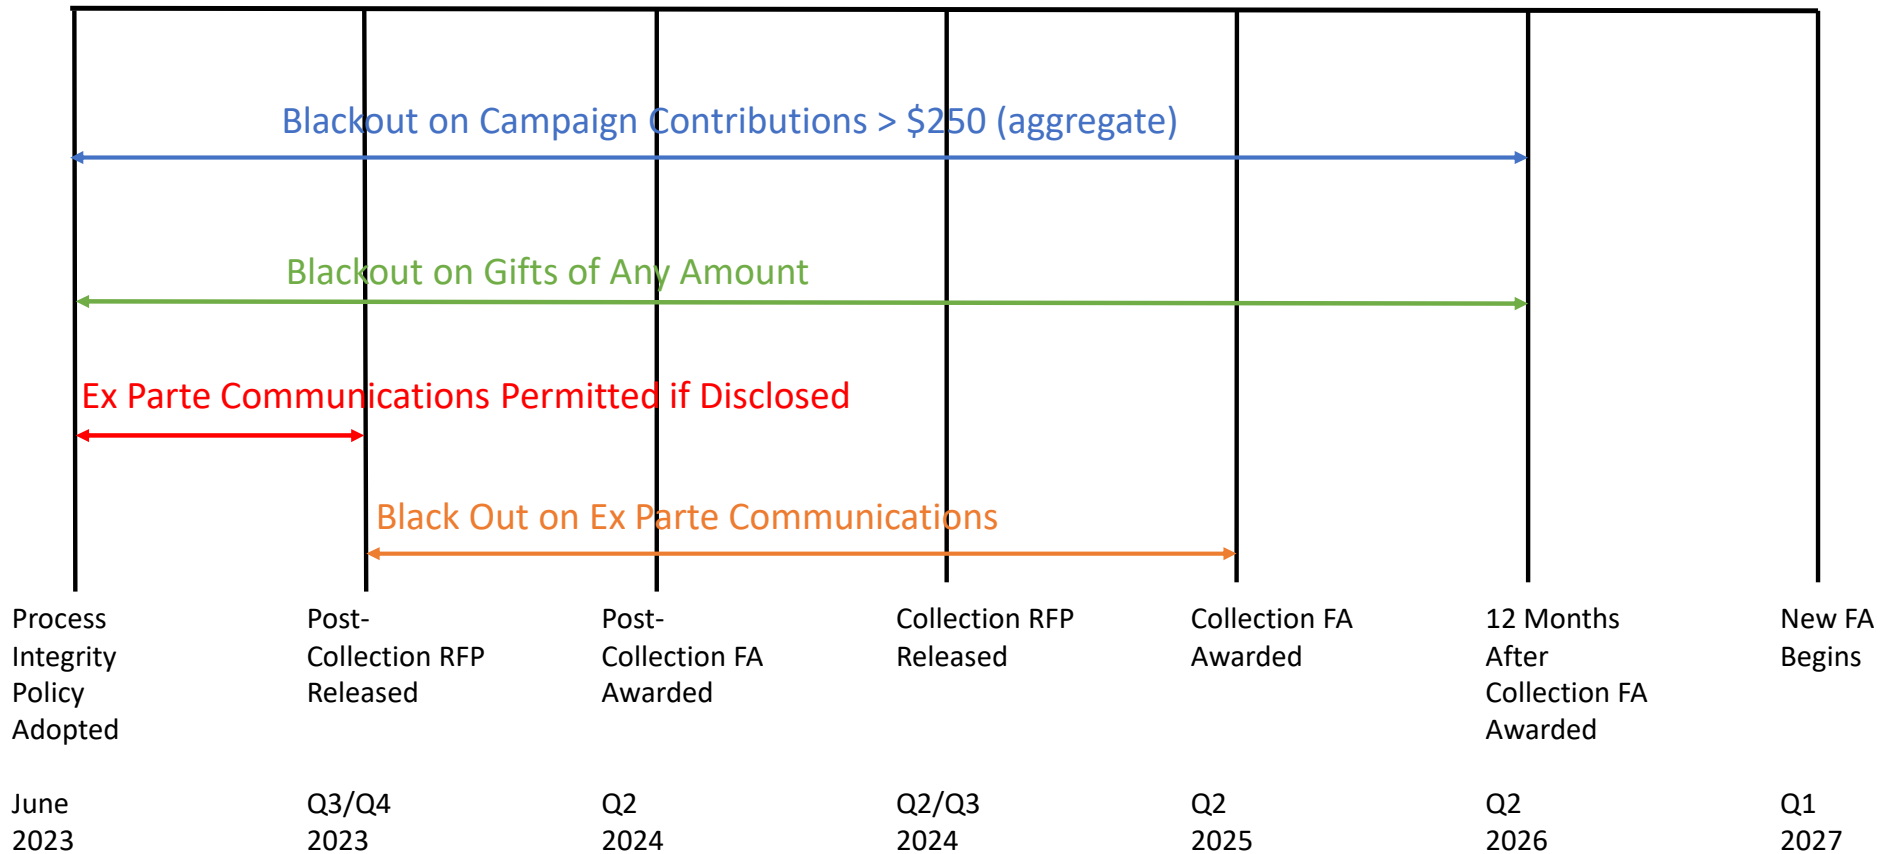 Blackout on Campaign Contributions > $250 (aggregate)
Blackout on Gifts of Any Amount
Ex Parte Communications Permitted if Disclosed
Black Out on Ex Parte Communications
Process
Integrity
Policy
Adopted
June
2023
Post-
Collection RFP
Released
Q3/Q4
2023
Post-
Collection FA
Awarded
Q2
2024
Collection RFP
Released
Q2/Q3
2024
Collection FA
Awarded
Q2
2025
12 Months
After
Collection FA
Awarded
Q2
2026
New FA
Begins
Q1
2027